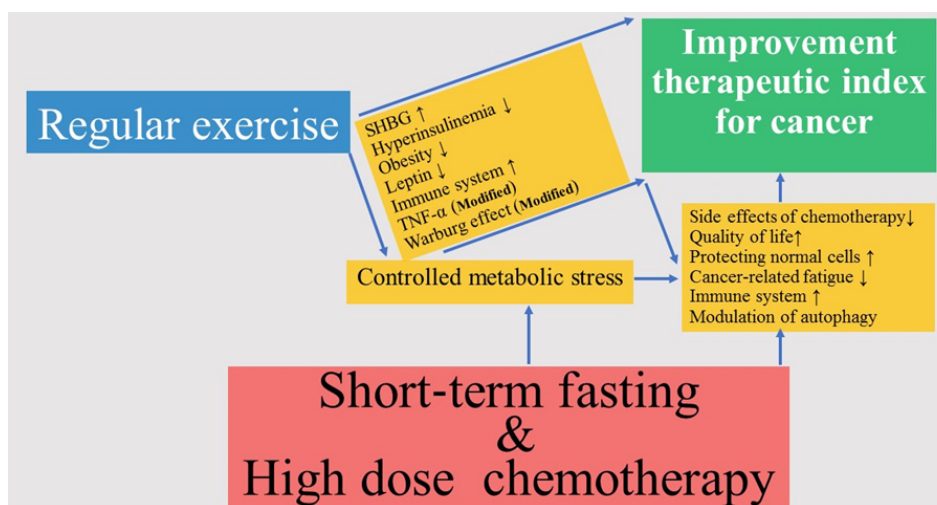 Regular exercise
SHBG ↑
Hyperinsulinemia ↓
Obesity ↓
Leptin ↓
Immune system ↑
TNF-α (Modified)
Warburg effect (Modified)
Improvement
therapeutic index
for cancer
Controlled metabolic stress
Side effects of chemotherapy↓
Quality of life↑
Protecting normal cells ↑
Cancer-related fatigue ↓
Immune system ↑
Modulation of autophagy
Short-term fasting
&
High dose chemotherapy